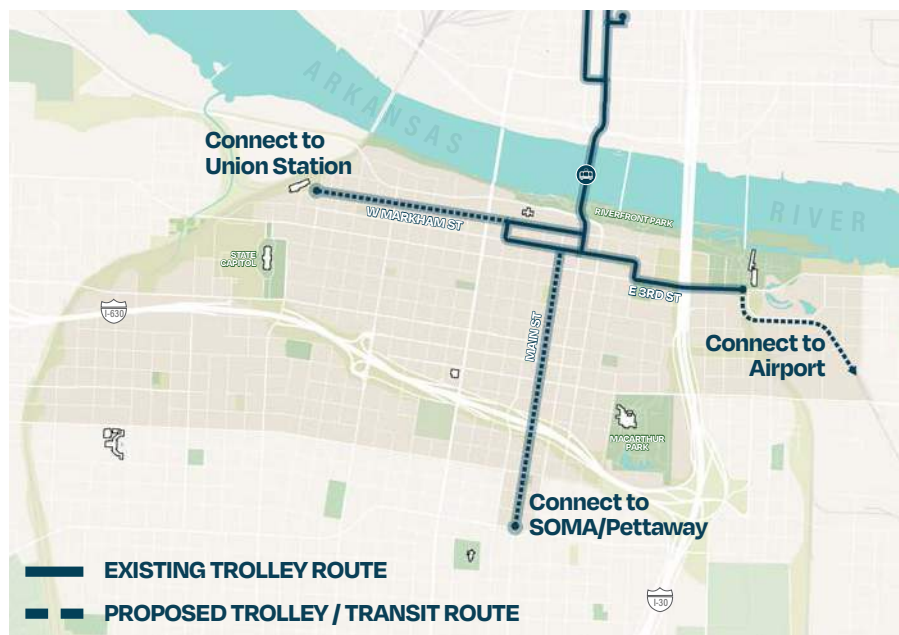 ARKANSAS
RIVER
Connect to
Union Station
W MARKHAM ST
RIVERFRONT PARK
STATE
CAPITOL
E 3RD ST
I-630
MAIN ST
Connect to
Airport
MACARTHUR
PARK
Connect to
SOMA/Pettaway
EXISTING TROLLEY ROUTE
PROPOSED TROLLEY / TRANSIT ROUTE
I-30